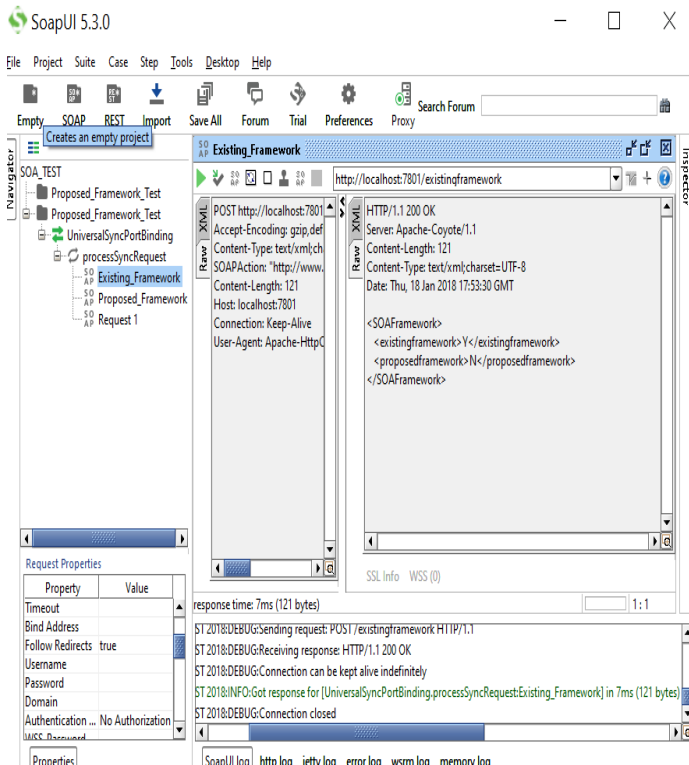 SoapUI 5.3.0
File Project Suite Case Step Tools Desktop Help
Empty SOAP REST Import Save All Forum Trial Preferences Proxy Search Forum
Creates an empty project
Navigator
SOA_TEST
Proposed_Framework_Test
Proposed_Framework_Test
UniversalSyncPortBinding
processSyncRequest
Existing_Framework
Proposed_Framework
Request 1
Existing_Framework
http://localhost:7801/existingframework
Inspector
XML
Raw
POST http://localhost:7801
Accept-Encoding: gzip,def
Content-Type: text/xml;ch
SOAPAction: "http://www.
Content-Length: 121
Host: localhost:7801
Connection: Keep-Alive
User-Agent: Apache-HttpC
XML
Raw
HTTP/1.1 200 OK
Server: Apache-Coyote/1.1
Content-Length: 121
Content-Type: text/xml;charset=UTF-8
Date: Thu, 18 Jan 2018 17:53:30 GMT
<SOAFramework>
<existingframework>Y</existingframework>
<proposedframework>N</proposedframework>
</SOAFramework>
SSL Info WSS (0)
response time: 7ms (121 bytes)
1 : 1
Request Properties
Property Value
Timeout
Bind Address
Follow Redirects true
Username
Password
Domain
Authentication ... No Authorization
WSS-Password
Properties
ST 2018:DEBUG:Sending request: POST /existingframework HTTP/1.1
ST 2018:DEBUG:Receiving response: HTTP/1.1 200 OK
ST 2018:DEBUG:Connection can be kept alive indefinitely
ST 2018:INFO:Got response for [UniversalSyncPortBinding.processSyncRequest:Existing_Framework] in 7ms (121 bytes)
ST 2018:DEBUG:Connection closed
SoapUI log http log jetty log error log wsrm log memory log